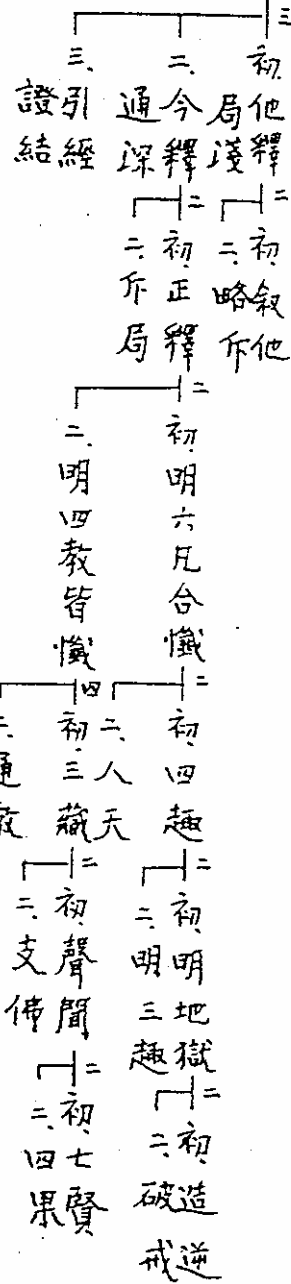 三
初、他釋局淺
二
初、敘他
二、略斥
二、今釋通深
二
初、正釋
二
初、明六凡合懺
二
初、四趣
二
初、明地獄
二
初、造逆
二、破戒
二、明三趣
二、人天
二、明四教皆懺
四
初、三藏
二
初、聲聞
二
初、七賢
二、四果
二、支佛
二、通教
二、斥局
三、引經證結